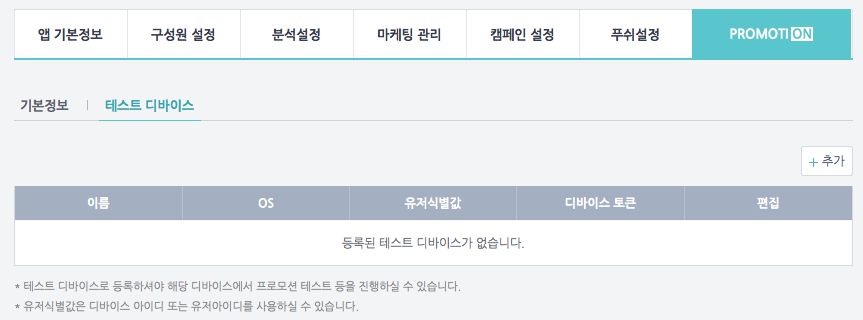 앱 기본정보 구성원 설정 분석설정 마케팅 관리 캠페인 설정 푸쉬설정 PROMOTION
기본정보 | 테스트 디바이스
+ 추가
이름 OS 유저식별값 디바이스 토큰 편집
등록된 테스트 디바이스가 없습니다.
* 테스트 디바이스로 등록하셔야 해당 디바이스에서 프로모션 테스트 등을 진행하실 수 있습니다.
* 유저식별값은 디바이스 아이디 또는 유저아이디를 사용하실 수 있습니다.